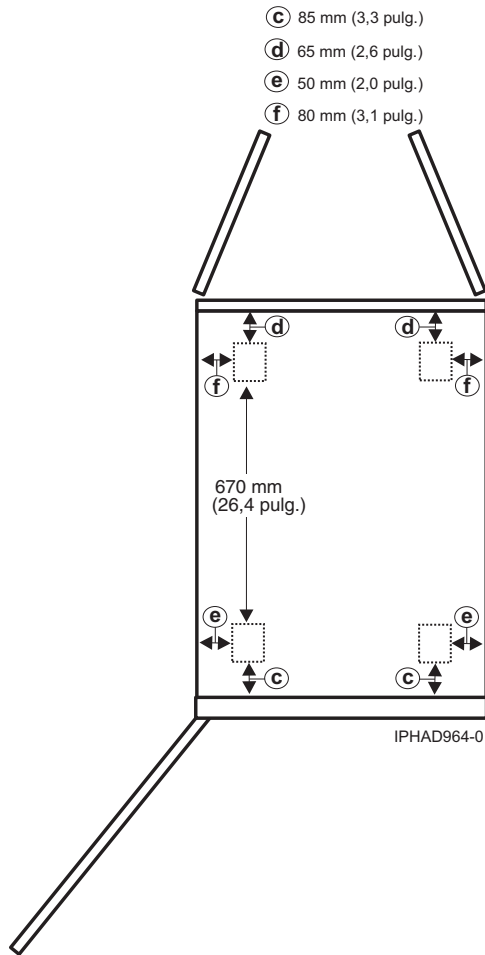 c 85 mm (3,3 pulg.)
d 65 mm (2,6 pulg.)
e 50 mm (2,0 pulg.)
f 80 mm (3,1 pulg.)
d d
f f
670 mm
(26,4 pulg.)
e e
c c
IPHAD964-0